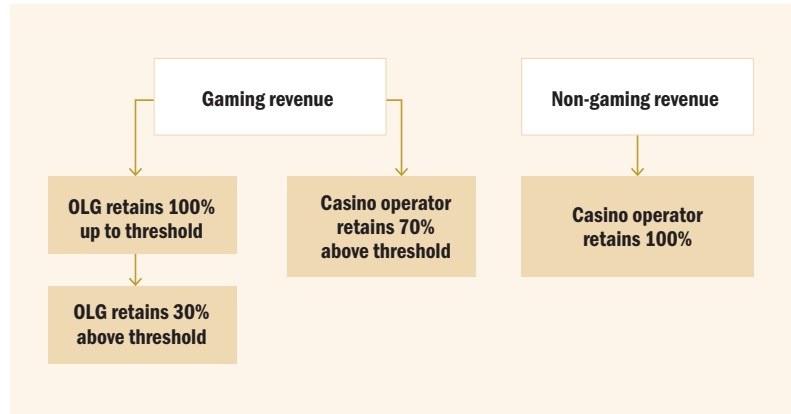 Gaming revenue
Non-gaming revenue
OLG retains 100%
up to threshold
Casino operator
retains 70%
above threshold
Casino operator
retains 100%
OLG retains 30%
above threshold